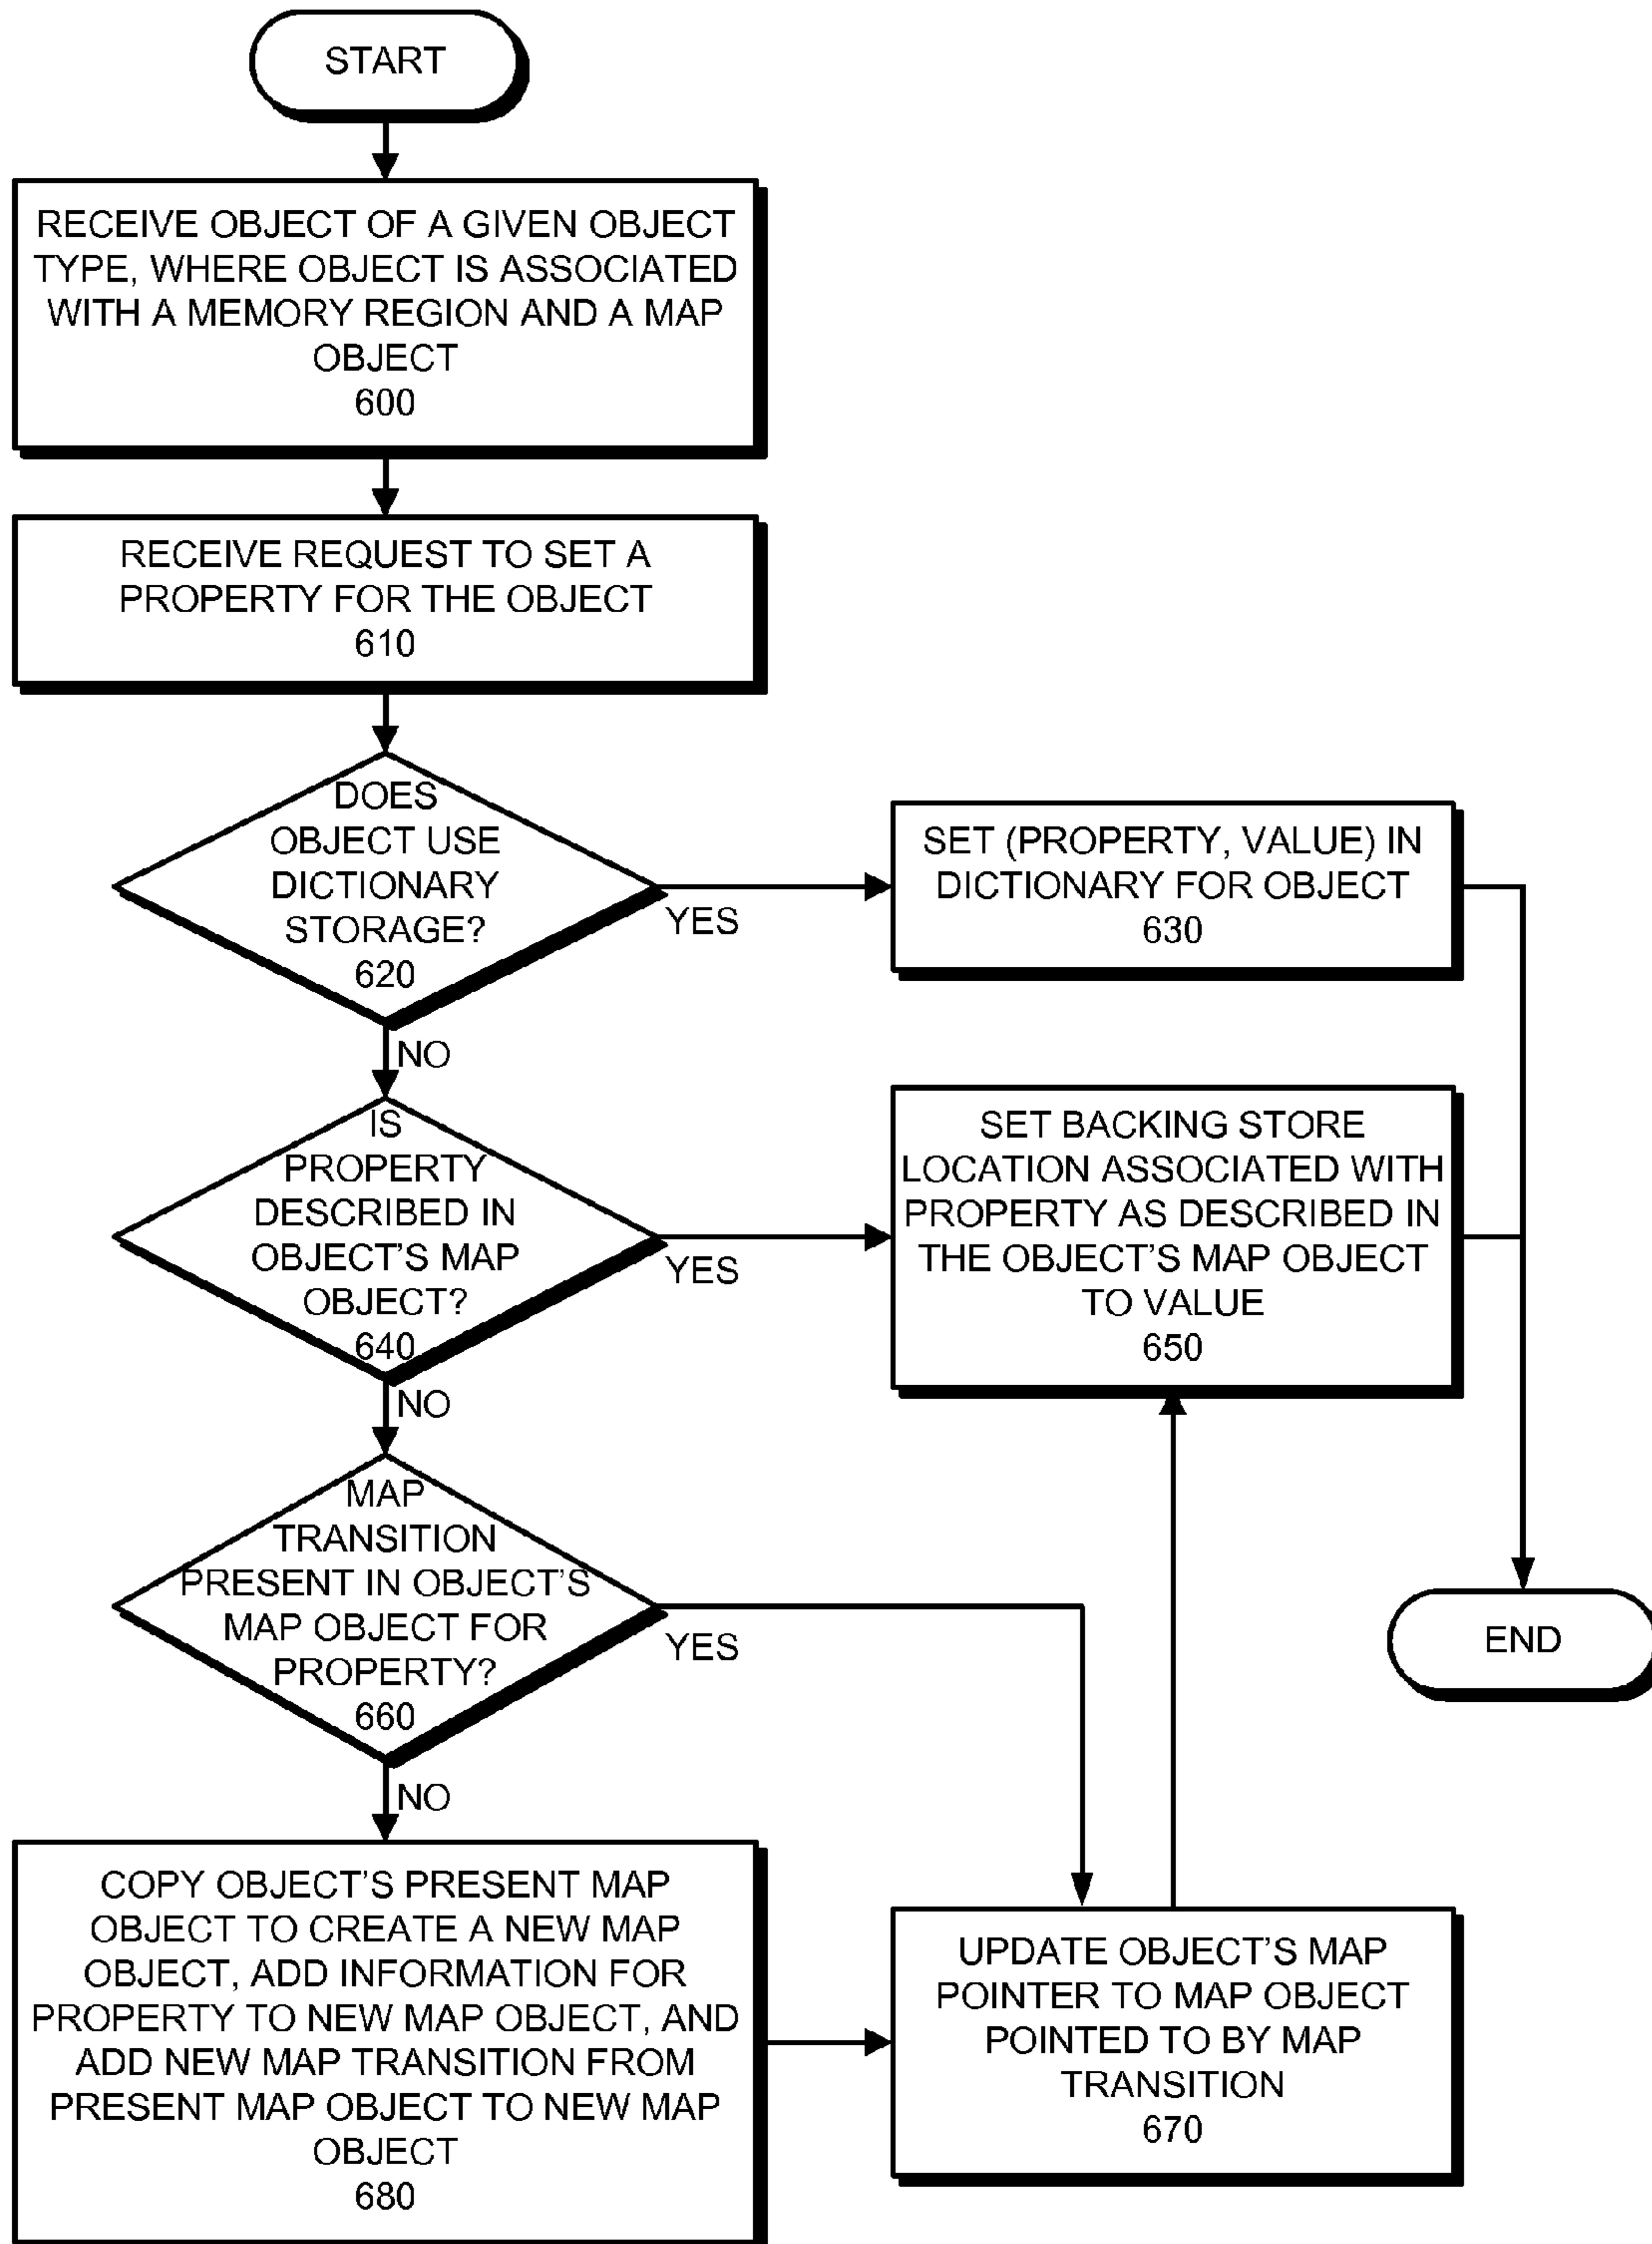 START
RECEIVE OBJECT OF A GIVEN OBJECT
TYPE, WHERE OBJECT IS ASSOCIATED
WITH A MEMORY REGION AND A MAP
OBJECT
600
RECEIVE REQUEST TO SET A
PROPERTY FOR THE OBJECT
610
DOES
OBJECT USE
DICTIONARY
STORAGE?
620
YES
NO
SET (PROPERTY, VALUE) IN
DICTIONARY FOR OBJECT
630
IS
PROPERTY
DESCRIBED IN
OBJECT'S MAP
OBJECT?
640
YES
NO
SET BACKING STORE
LOCATION ASSOCIATED WITH
PROPERTY AS DESCRIBED IN
THE OBJECT'S MAP OBJECT
TO VALUE
650
MAP
TRANSITION
PRESENT IN OBJECT'S
MAP OBJECT FOR
PROPERTY?
660
YES
NO
END
COPY OBJECT'S PRESENT MAP
OBJECT TO CREATE A NEW MAP
OBJECT, ADD INFORMATION FOR
PROPERTY TO NEW MAP OBJECT, AND
ADD NEW MAP TRANSITION FROM
PRESENT MAP OBJECT TO NEW MAP
OBJECT
680
UPDATE OBJECT'S MAP
POINTER TO MAP OBJECT
POINTED TO BY MAP
TRANSITION
670